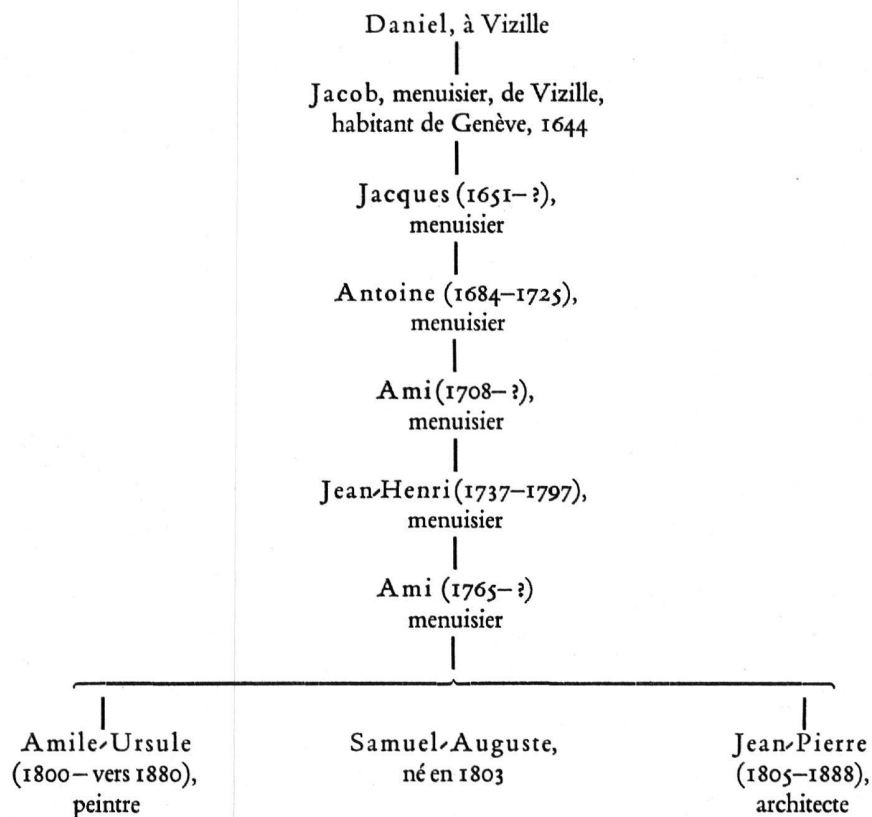 Daniel, à Vizille
Jacob, menuisier, de Vizille,
habitant de Genève, 1644
Jacques (1651–?),
menuisier
Antoine (1684–1725),
menuisier
Ami (1708–?),
menuisier
Jean-Henri (1737–1797),
menuisier
Ami (1765–?)
menuisier
Amile-Ursule
(1800–vers 1880),
peintre
Samuel-Auguste,
né en 1803
Jean-Pierre
(1805–1888),
architecte